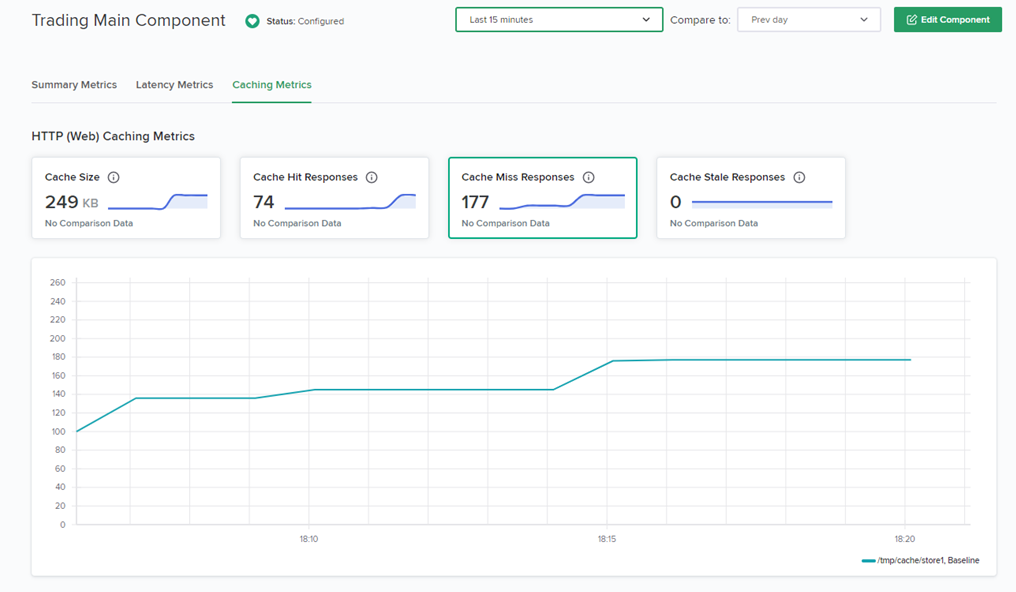 Trading Main Component Status: Configured Last 15 minutes Compare to: Prev day Edit Component
Summary Metrics Latency Metrics Caching Metrics
HTTP (Web) Caching Metrics
Cache Size
249 KB
No Comparison Data
Cache Hit Responses
74
No Comparison Data
Cache Miss Responses
177
No Comparison Data
Cache Stale Responses
0
No Comparison Data
260
240
220
200
180
160
140
120
100
80
60
40
20
0
18:10 18:15 18:20
/tmp/cache/store1, Baseline